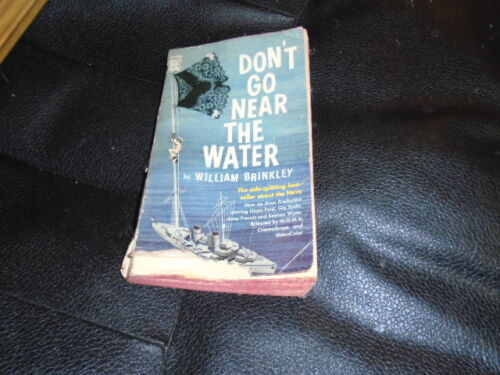 DON'T
GO
NEAR
THE
WATER
by WILLIAM BRINKLEY
The side-splitting best-
seller about the Navy
Now an Avon Production
starring Glenn Ford, Gia Scala,
Anne Francis and Keenan Wynn
Released by M-G-M in
CinemaScope and
MetroColor